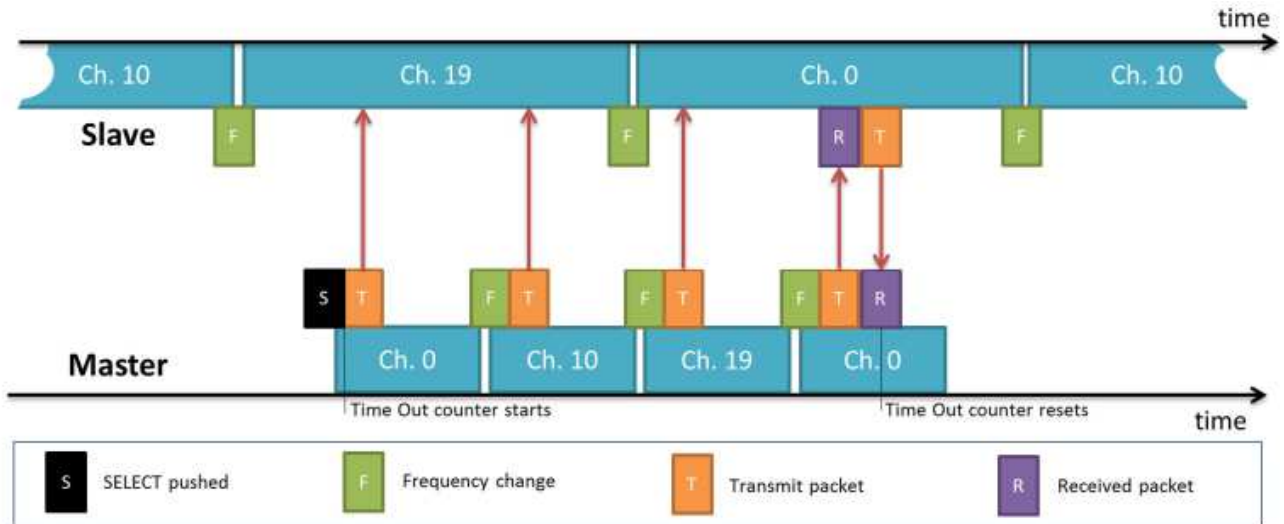 time
Ch. 10 Ch. 19 Ch. 0 Ch. 10
Slave F F R T F
S T F T F T F T R
Master Ch. 0 Ch. 10 Ch. 19 Ch. 0
Time Out counter starts Time Out counter resets
time
S SELECT pushed F Frequency change T Transmit packet R Received packet